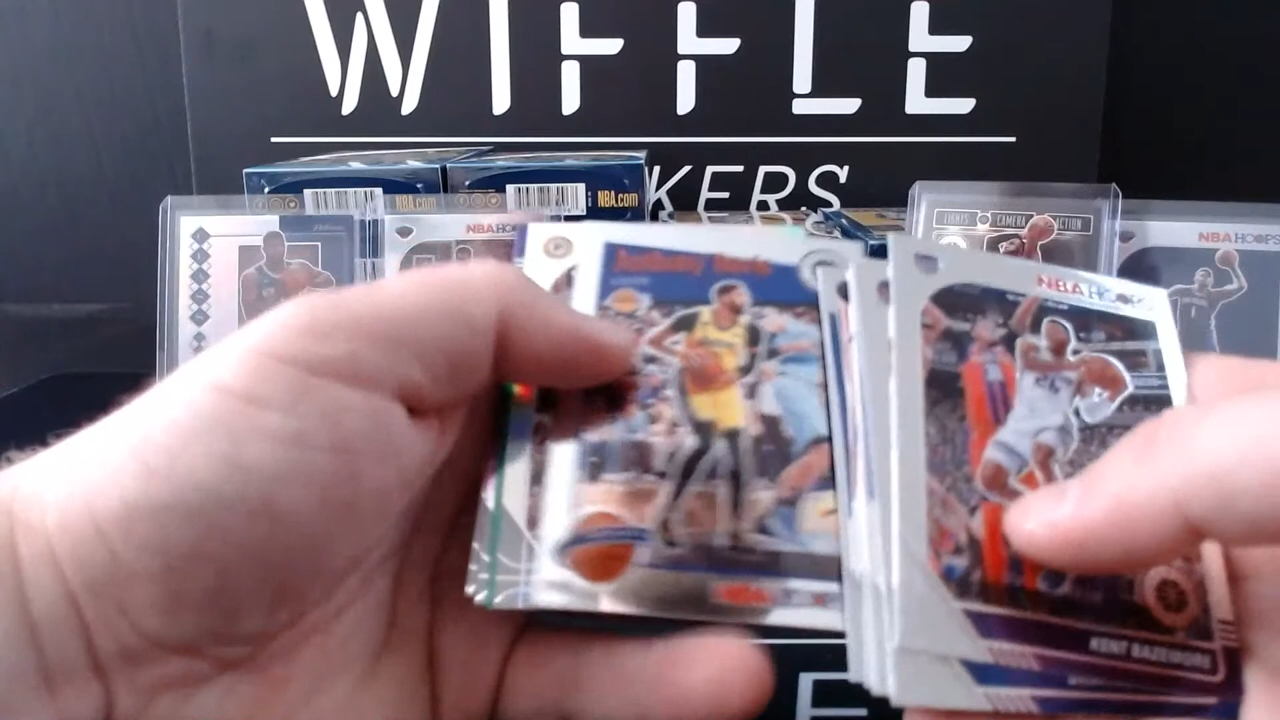 WIFFLE
KERS
NBA.com
NBA.com
NBA HOOPS
LIGHTS CAMERA ACTION
NBA HOOPS
Anthony Davis
NBA HOOPS
KENT BAZEMORE
E